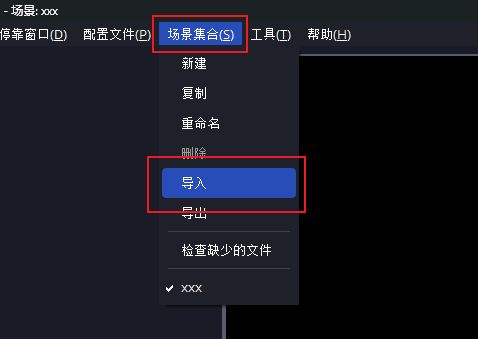 - 场景: xxx
停靠窗口(D) 配置文件(P) 场景集合(S) 工具(T) 帮助(H)
新建
复制
重命名
删除
导入
导出
检查缺少的文件
xxx